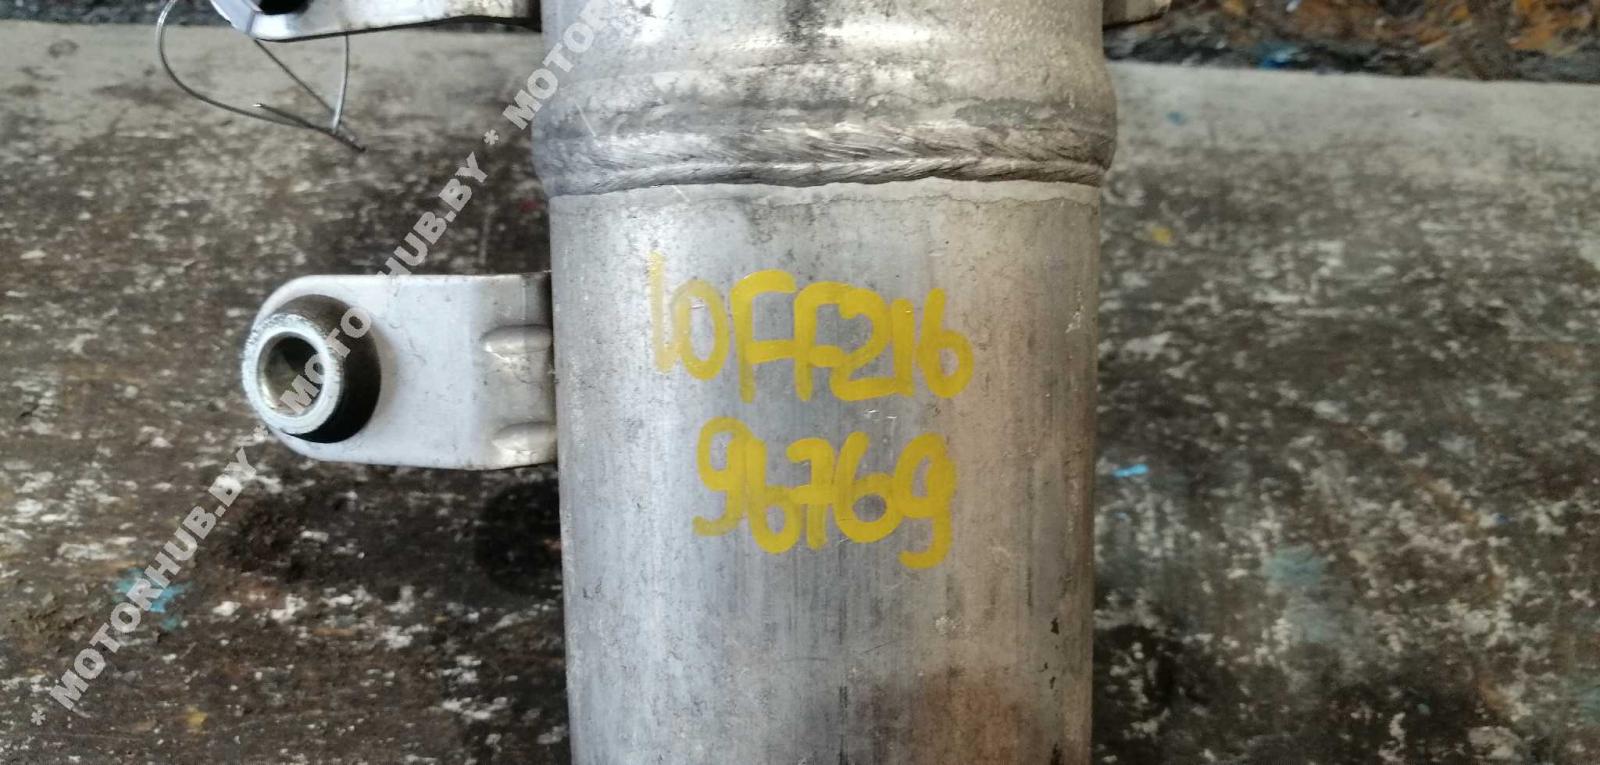 10FF216
96769
* MOTORHUB.BY * MOTORHUB.BY * MOTOR